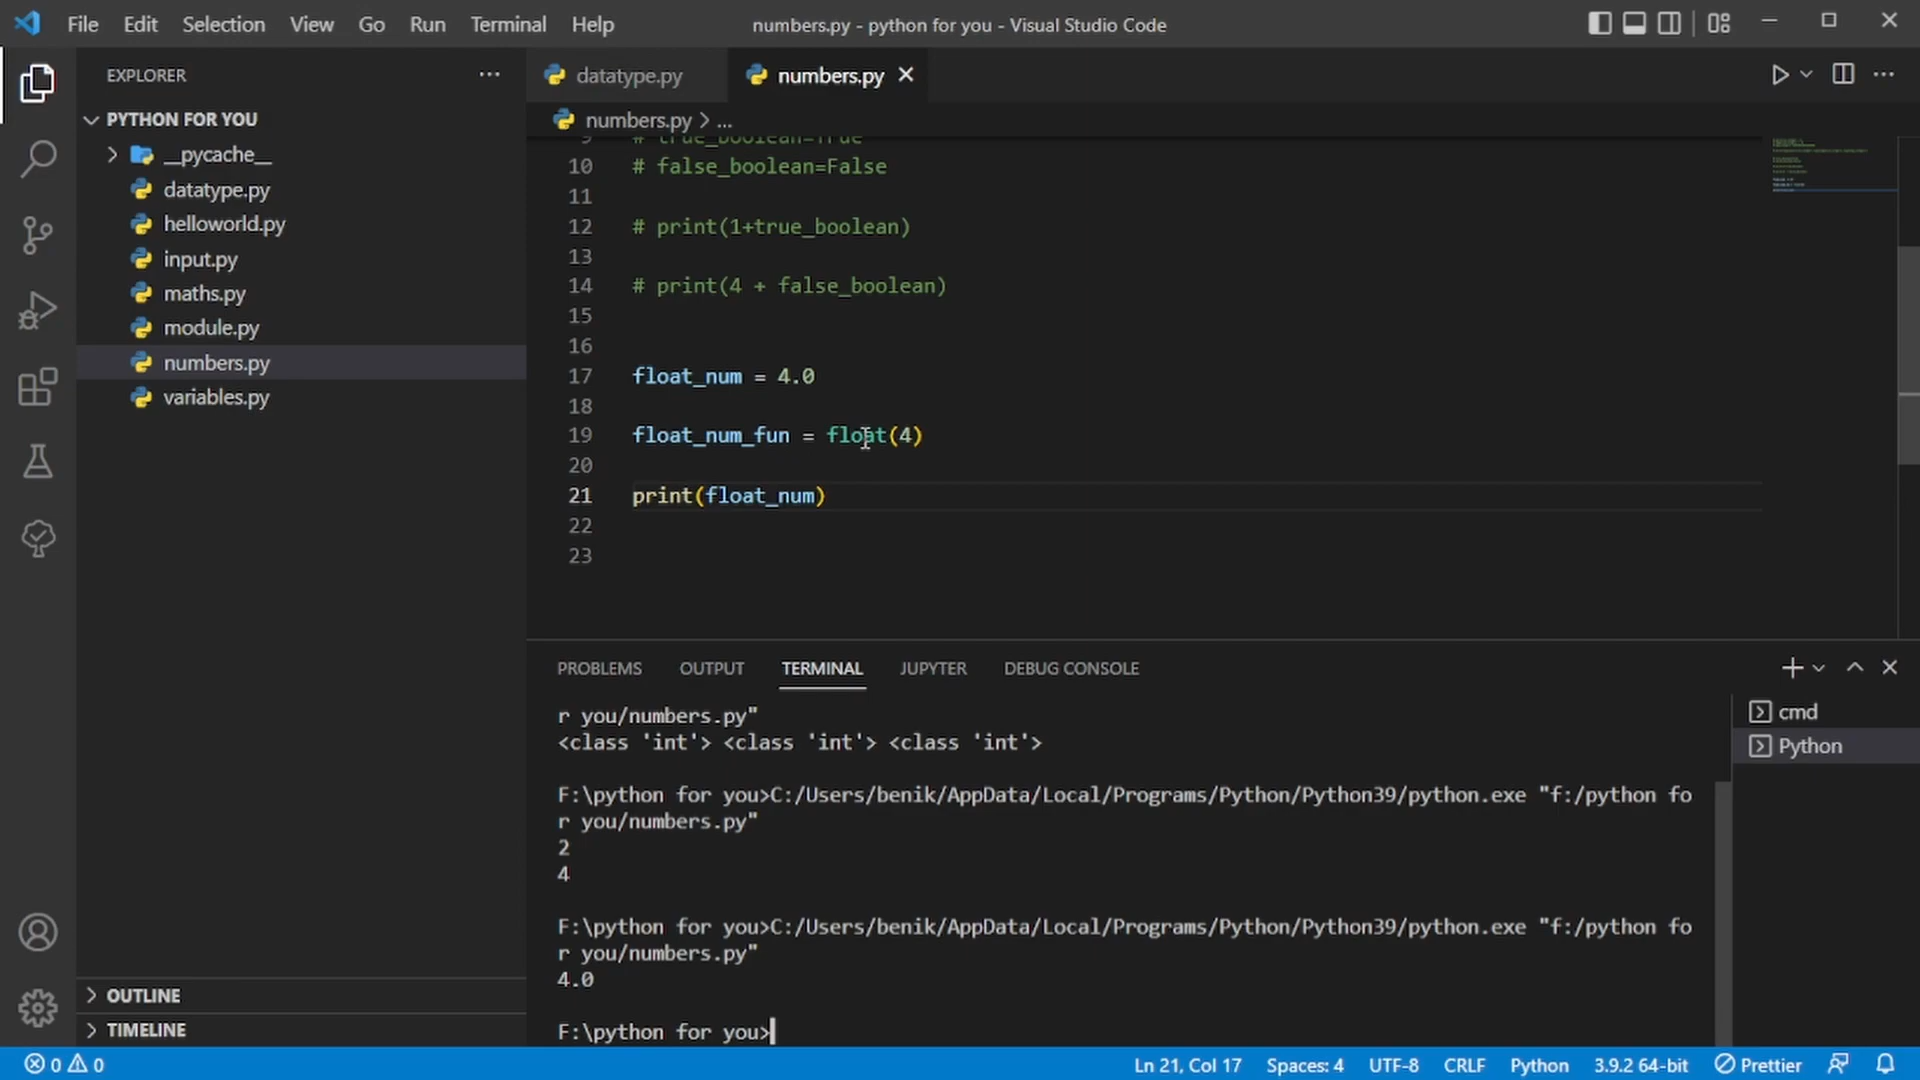 File Edit Selection View Go Run Terminal Help
numbers.py - python for you - Visual Studio Code
EXPLORER
PYTHON FOR YOU
__pycache__
datatype.py
helloworld.py
input.py
maths.py
module.py
numbers.py
variables.py
OUTLINE
TIMELINE
datatype.py numbers.py
numbers.py > ...
9 # true_boolean=True
10 # false_boolean=False
11
12 # print(1+true_boolean)
13
14 # print(4 + false_boolean)
15
16
17 float_num = 4.0
18
19 float_num_fun = float(4)
20
21 print(float_num)
22
23
PROBLEMS OUTPUT TERMINAL JUPYTER DEBUG CONSOLE
r you/numbers.py"
<class 'int'> <class 'int'> <class 'int'>
F:\python for you>C:/Users/benik/AppData/Local/Programs/Python/Python39/python.exe "f:/python fo
r you/numbers.py"
2
4
F:\python for you>C:/Users/benik/AppData/Local/Programs/Python/Python39/python.exe "f:/python fo
r you/numbers.py"
4.0
F:\python for you>
cmd
Python
0 0
Ln 21, Col 17 Spaces: 4 UTF-8 CRLF Python 3.9.2 64-bit Prettier